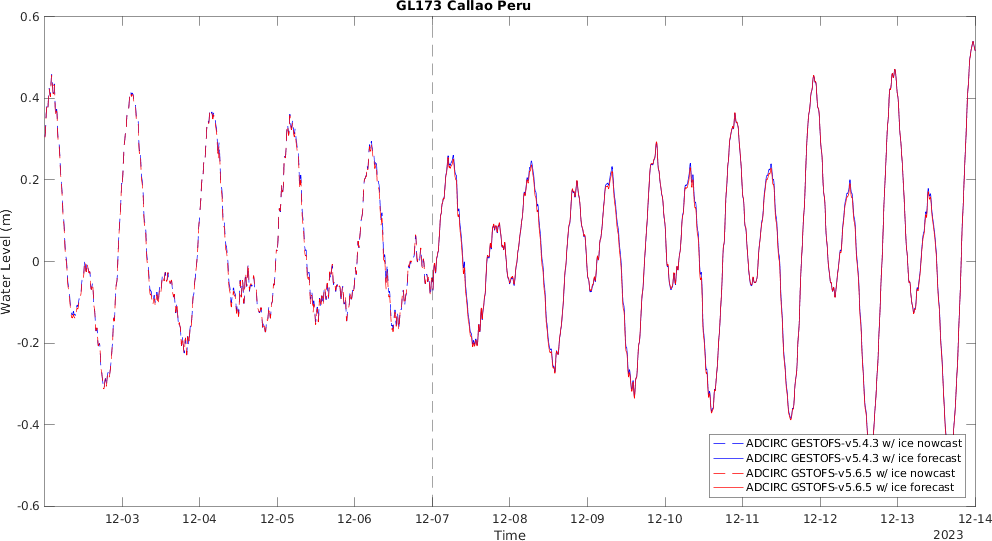 GL173 Callao Peru
0.6
0.4
0.2
0
-0.2
-0.4
-0.6
Water Level (m)
12-03
12-04
12-05
12-06
12-07
12-08
12-09
12-10
12-11
12-12
12-13
12-14
Time
2023
ADCIRC GESTOFS-v5.4.3 w/ ice nowcast
ADCIRC GESTOFS-v5.4.3 w/ ice forecast
ADCIRC GSTOFS-v5.6.5 w/ ice nowcast
ADCIRC GSTOFS-v5.6.5 w/ ice forecast